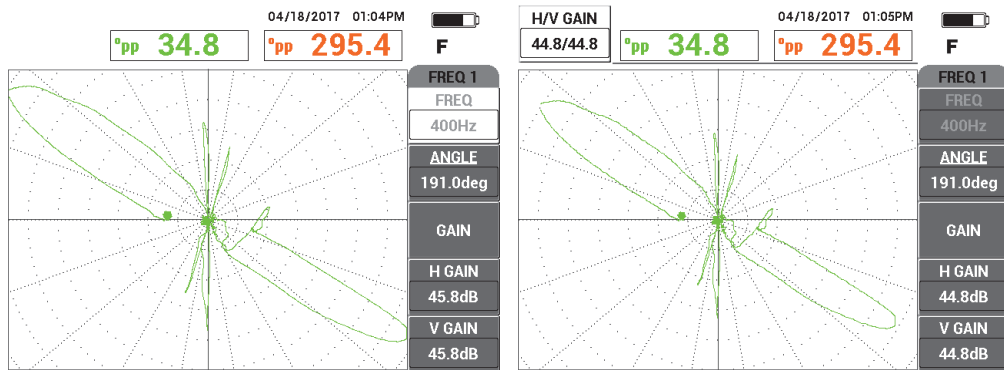 04/18/2017 01:04PM
°pp 34.8 °pp 295.4
F
FREQ 1
FREQ
400Hz
ANGLE
191.0deg
GAIN
H GAIN
45.8dB
V GAIN
45.8dB
H/V GAIN
44.8/44.8
04/18/2017 01:05PM
°pp 34.8 °pp 295.4
F
FREQ 1
FREQ
400Hz
ANGLE
191.0deg
GAIN
H GAIN
44.8dB
V GAIN
44.8dB